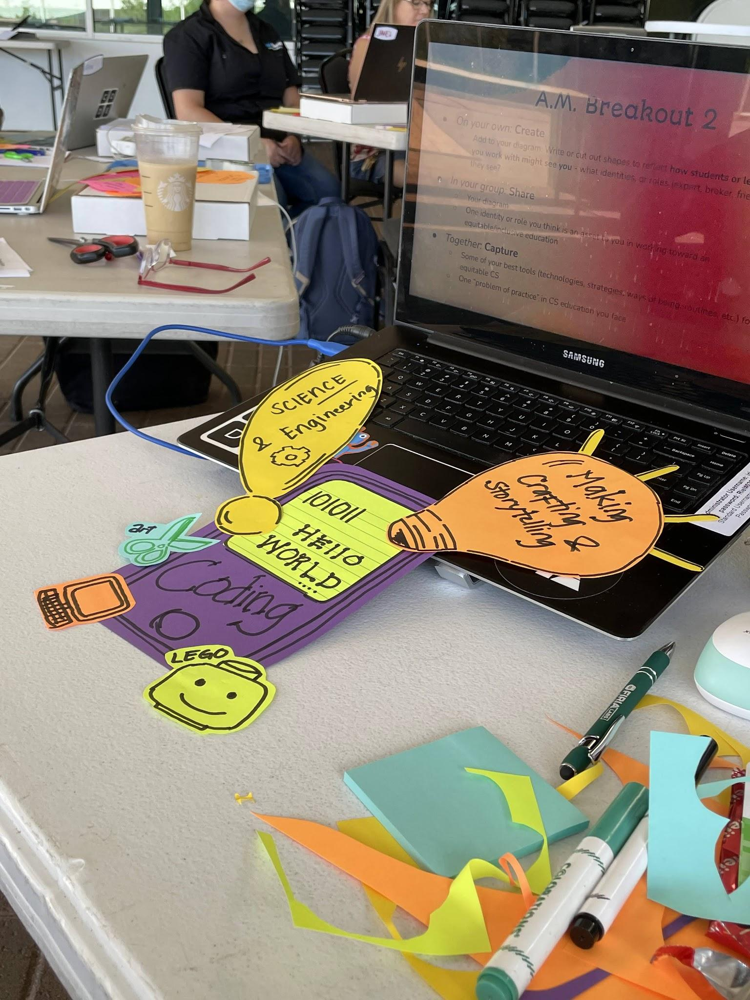 A.M. Breakout 2
On your own: Create
Add to your diagram. Write or cut out shapes to reflect how students or
you work with might see you - what identities, or roles (expert, broker,
they see?
In your group: Share
Your diagram
One identity or role you think is an asset to you in working toward an
equitable/inclusive education
Together: Capture
Some of your best tools (technologies, strategies, ways of being, routines, etc.)
equitable CS
One "problem of practice" in CS education you face
SAMSUNG
SCIENCE
& Engineering
101011
HELLO
WORLD
....
Coding
art
LEGO
Making
Crafting &
Storytelling
FIRIA
LABS
COLORATIONS